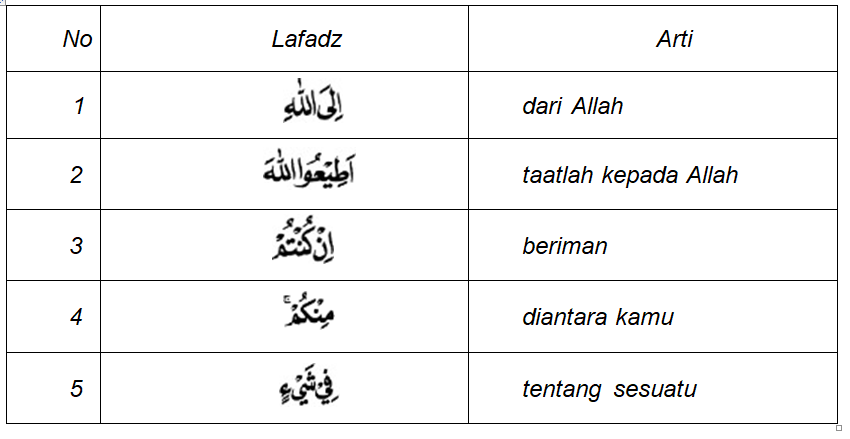 No Lafadz Arti
1 اِلَى اللّٰهِ dari Allah
2 اَطِيْعُوا اللّٰهَ taatlah kepada Allah
3 اِنْ كُنْتُمْ beriman
4 مِنْكُمْۚ diantara kamu
5 فِيْ شَيْءٍ tentang sesuatu